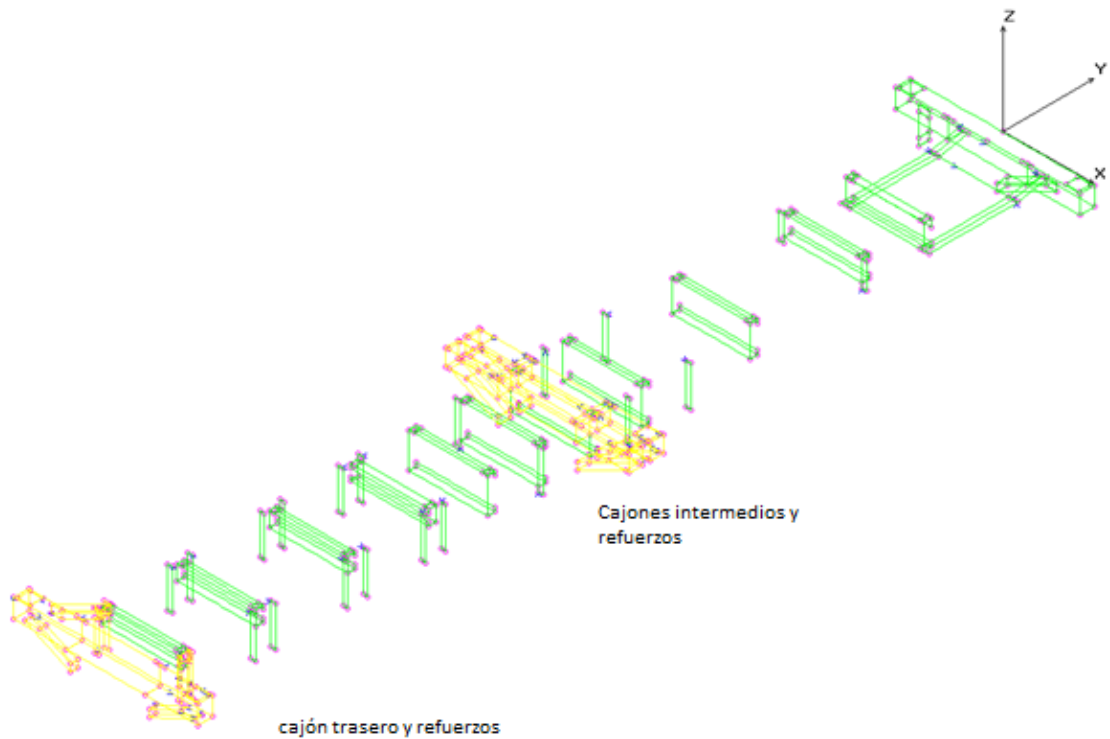 Z
Y
X
Cajones intermedios y
refuerzos
cajón trasero y refuerzos